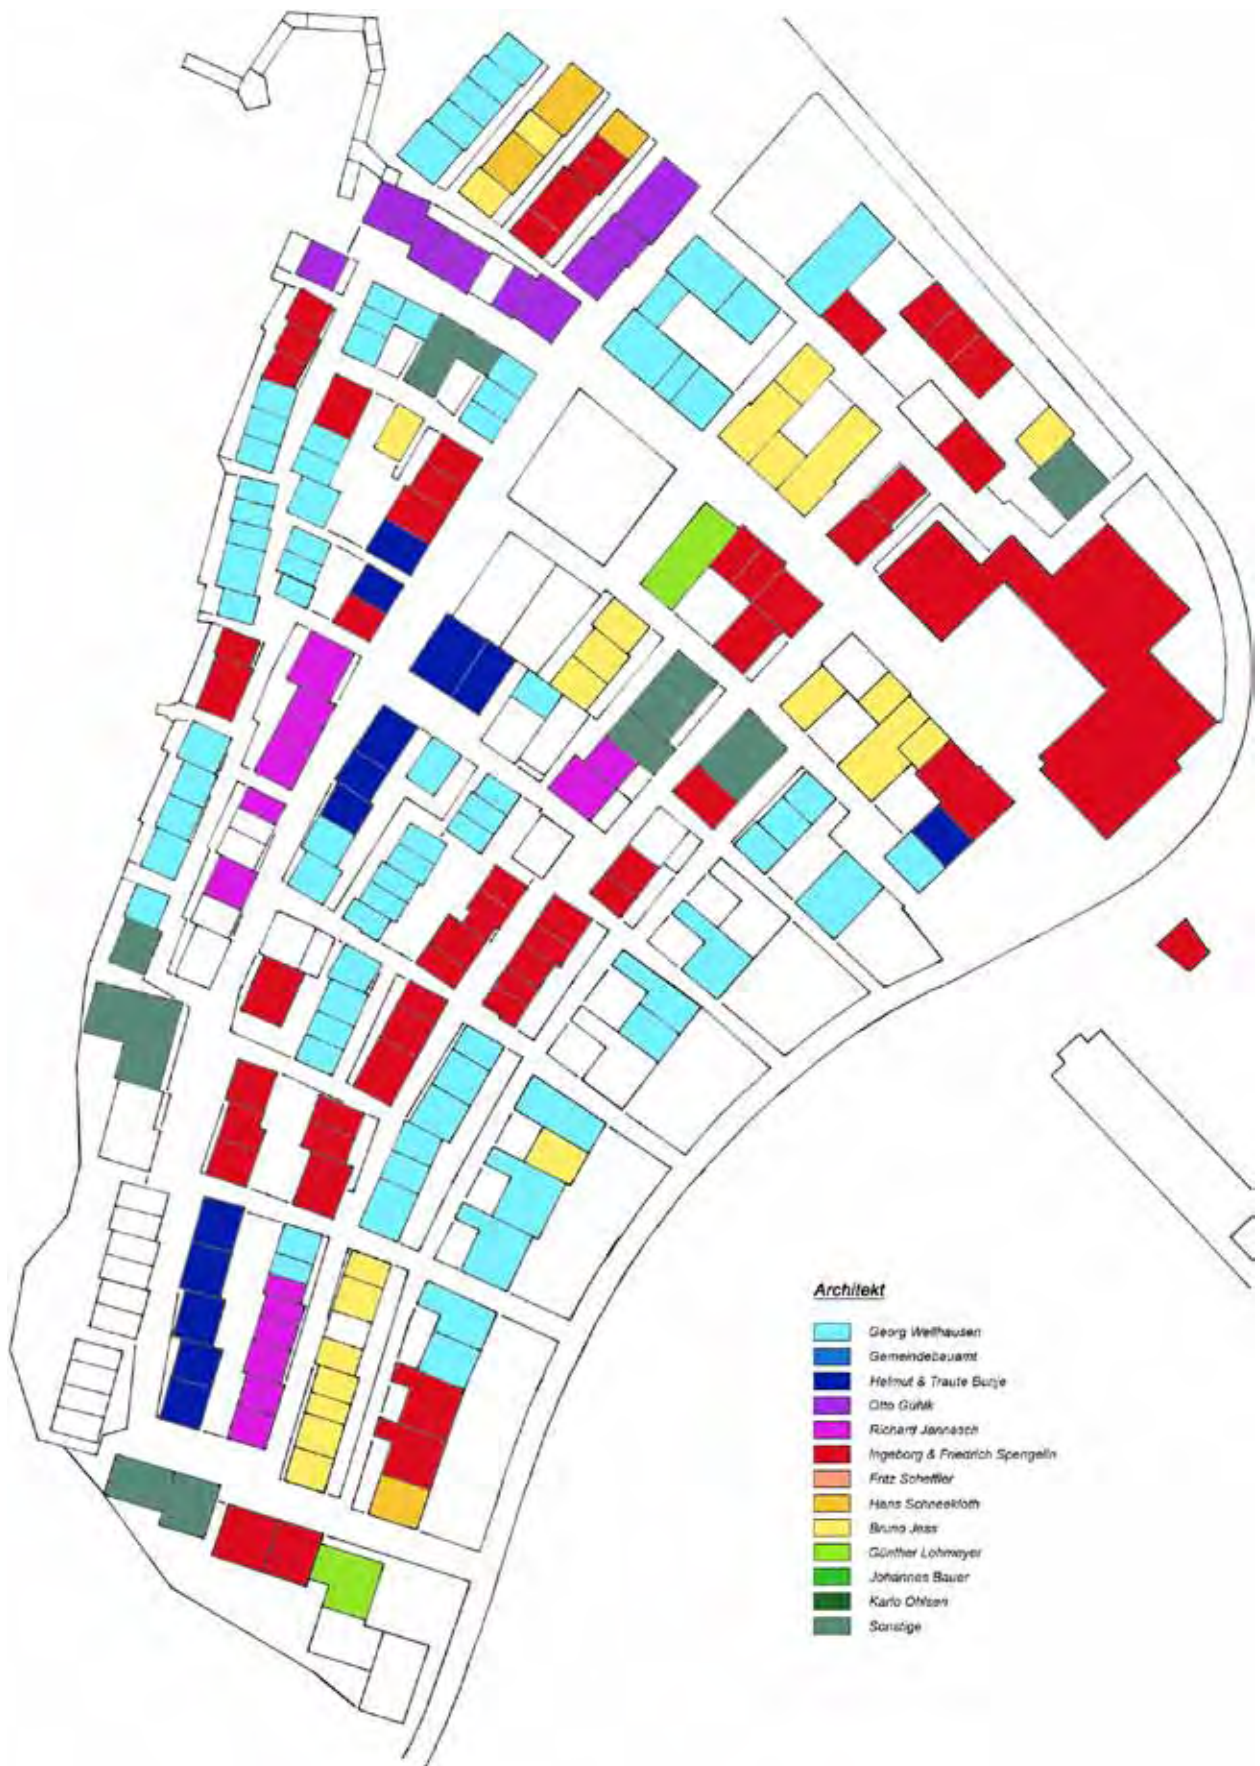 Architekt
Georg Wellhausen
Gemeindebauamt
Helmut & Traute Bunje
Otto Gühlk
Richard Jannasch
Ingeborg & Friedrich Spengelin
Fritz Scheffler
Hans Schneekloth
Bruno Jess
Günther Lohmeyer
Johannes Bauer
Karlo Ohlsen
Sonstige